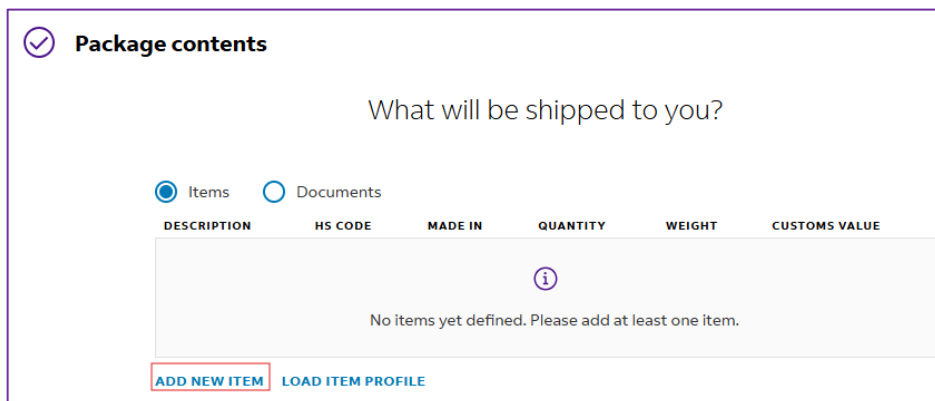 Package contents
What will be shipped to you?
Items Documents
DESCRIPTION HS CODE MADE IN QUANTITY WEIGHT CUSTOMS VALUE
No items yet defined. Please add at least one item.
ADD NEW ITEM LOAD ITEM PROFILE